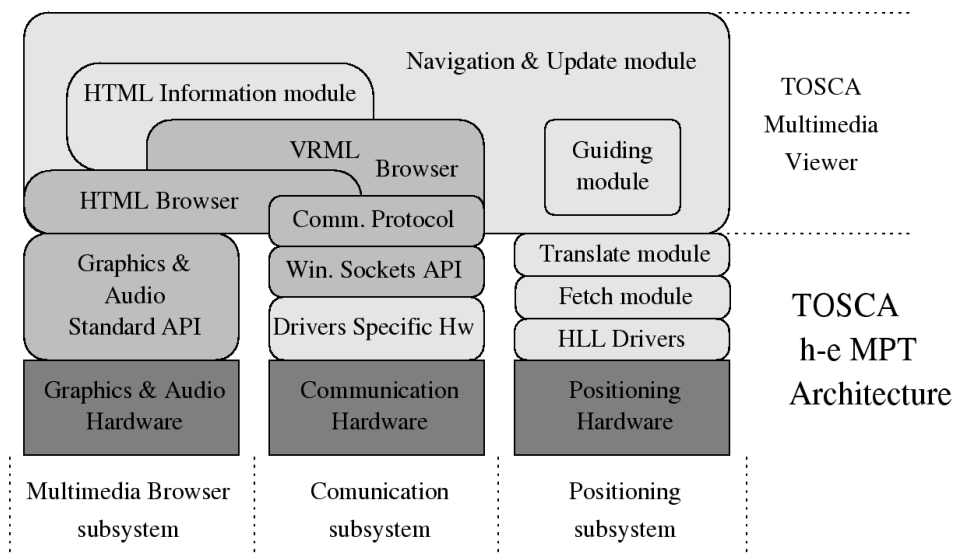 Navigation & Update module
HTML Information module
VRML
Browser
HTML Browser
Comm. Protocol
Guiding
module
TOSCA
Multimedia
Viewer
Graphics &
Audio
Standard API
Win. Sockets API
Drivers Specific Hw
Translate module
Fetch module
HLL Drivers
TOSCA
h-e MPT
Architecture
Graphics & Audio
Hardware
Communication
Hardware
Positioning
Hardware
Multimedia Browser
subsystem
Comunication
subsystem
Positioning
subsystem